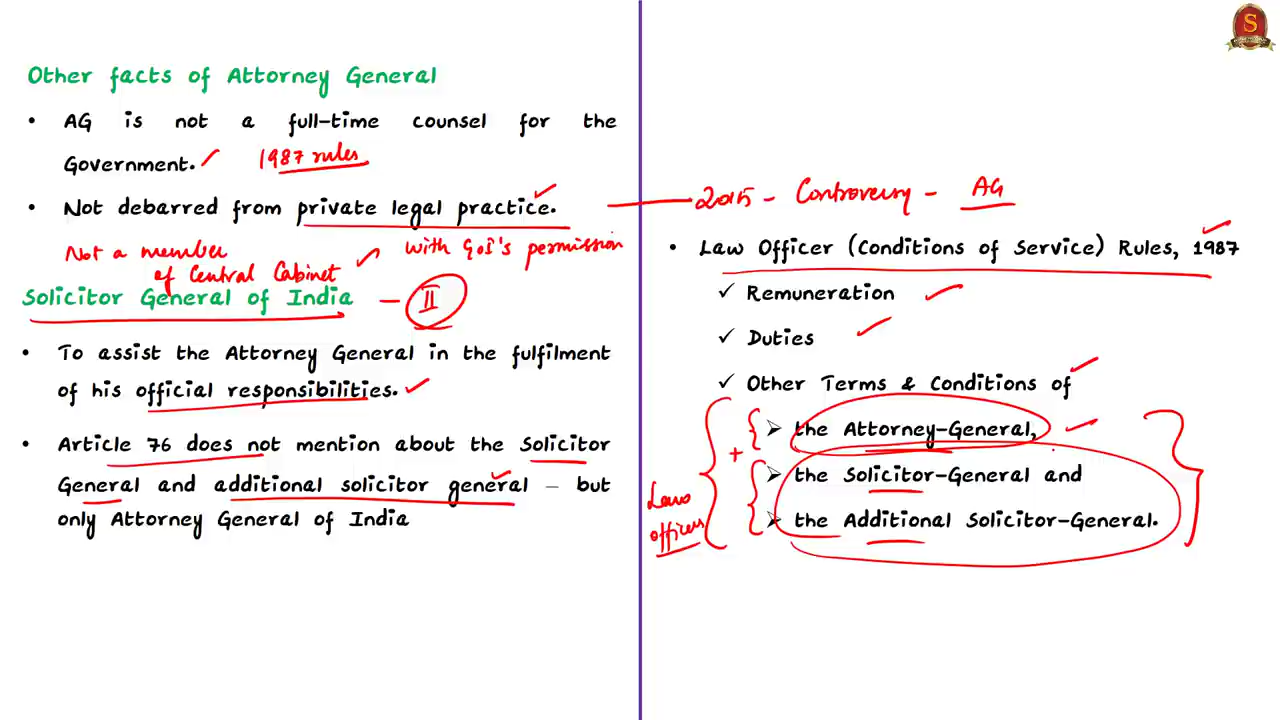 S
Other facts of Attorney General
• AG is not a full-time counsel for the
Government. 1987 rules
• Not debarred from private legal practice.
Not a member
of Central Cabinet
with GoI's permission
Solicitor General of India – II
• To assist the Attorney General in the fulfilment
of his official responsibilities.
• Article 76 does not mention about the Solicitor
General and additional solicitor general – but
only Attorney General of India
2015 - Controversy - AG
• Law Officer (Conditions of Service) Rules, 1987
✓ Remuneration
✓ Duties
✓ Other Terms & Conditions of
➢ the Attorney-General,
➢ the Solicitor-General and
➢ the Additional Solicitor-General.
+
Law
officers